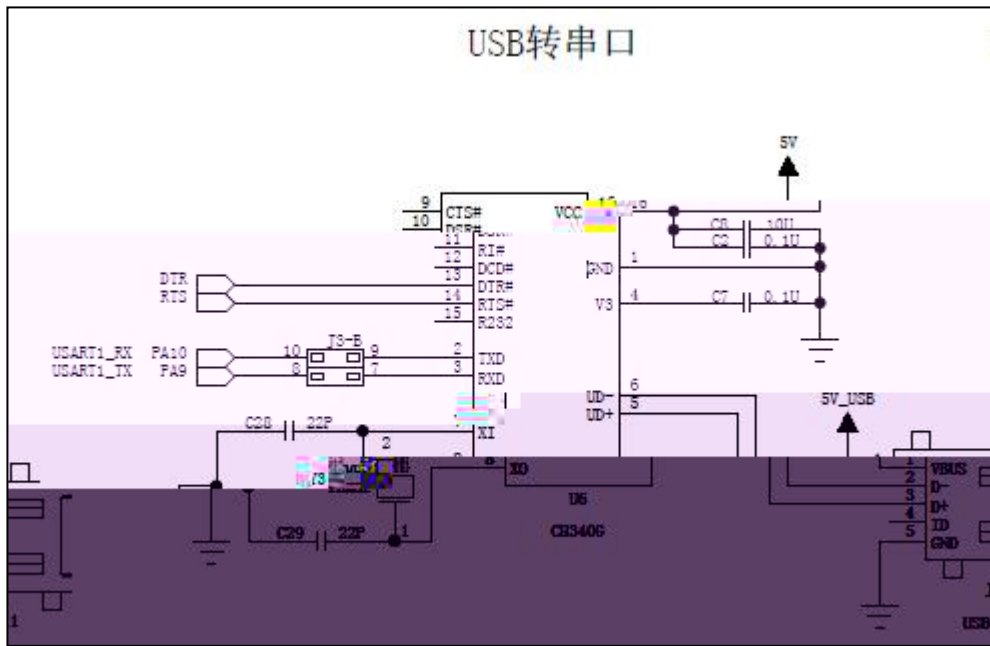 USB转串口
5V
9 CTS# VCC
10
C8 10U
C2 0.1U
11 RI#
12 DCD# GND 1
DTR 13 DTR#
RTS 14 RTS# V3 4 C7 0.1U
15 R232
J3-B
USART1_RX PA10 10 9 2 TXD
USART1_TX PA9 8 7 3 RXD
UD- 6
UD+ 5
5V_USB
C28 22P XI
2
8 XO
1 VBUS
2 D-
3 D+
4 ID
5 GND
U6
C29 22P 1 CH340G
1
USB